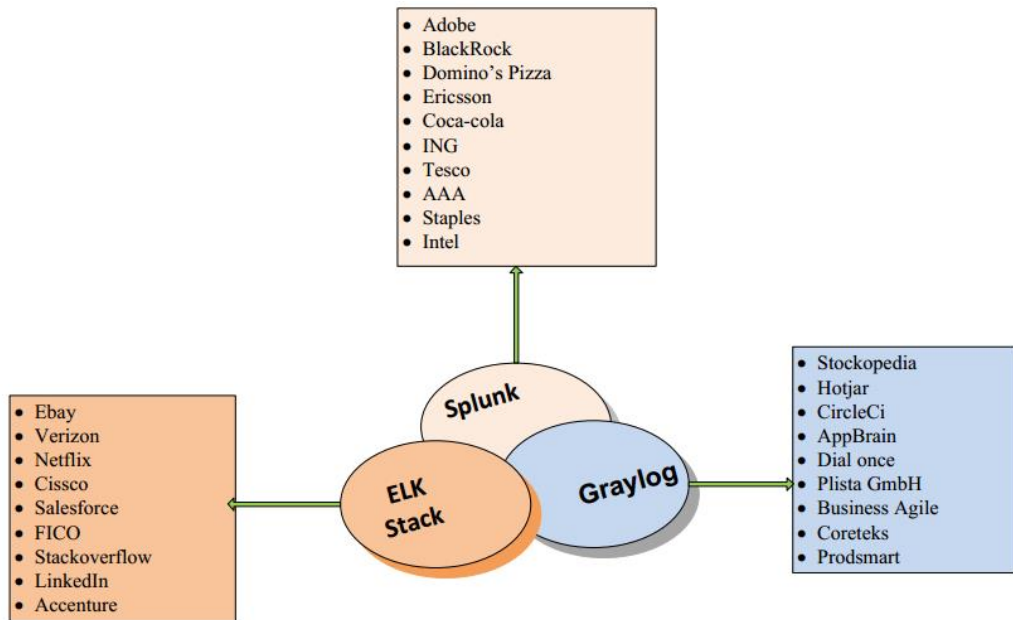 • Adobe
• BlackRock
• Domino’s Pizza
• Ericsson
• Coca-cola
• ING
• Tesco
• AAA
• Staples
• Intel
Splunk
ELK
Stack
Graylog
• Ebay
• Verizon
• Netflix
• Cissco
• Salesforce
• FICO
• Stackoverflow
• LinkedIn
• Accenture
• Stockopedia
• Hotjar
• CircleCi
• AppBrain
• Dial once
• Plista GmbH
• Business Agile
• Coreteks
• Prodsmart